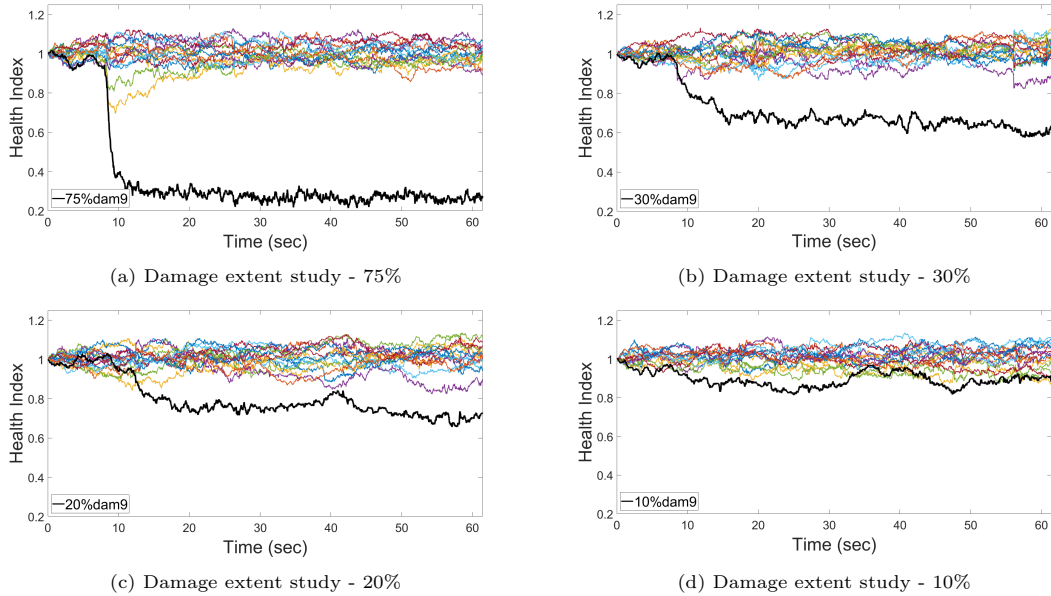 1.2
1
0.8
0.6
0.4
0.2
Health Index
75%dam9
0 10 20 30 40 50 60
Time (sec)
(a) Damage extent study - 75%
1.2
1
0.8
0.6
0.4
0.2
Health Index
30%dam9
0 10 20 30 40 50 60
Time (sec)
(b) Damage extent study - 30%
1.2
1
0.8
0.6
0.4
0.2
Health Index
20%dam9
0 10 20 30 40 50 60
Time (sec)
(c) Damage extent study - 20%
1.2
1
0.8
0.6
0.4
0.2
Health Index
10%dam9
0 10 20 30 40 50 60
Time (sec)
(d) Damage extent study - 10%